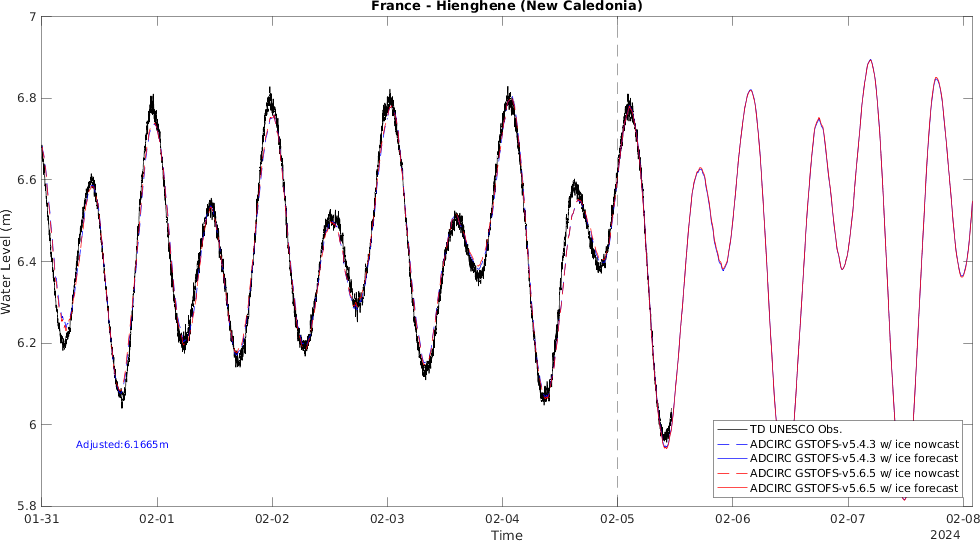 France - Hienghene (New Caledonia)
7
6.8
6.6
6.4
6.2
6
5.8
Water Level (m)
Adjusted:6.1665m
TD UNESCO Obs.
ADCIRC GSTOFS-v5.4.3 w/ ice nowcast
ADCIRC GSTOFS-v5.4.3 w/ ice forecast
ADCIRC GSTOFS-v5.6.5 w/ ice nowcast
ADCIRC GSTOFS-v5.6.5 w/ ice forecast
01-31 02-01 02-02 02-03 02-04 02-05 02-06 02-07 02-08
Time
2024